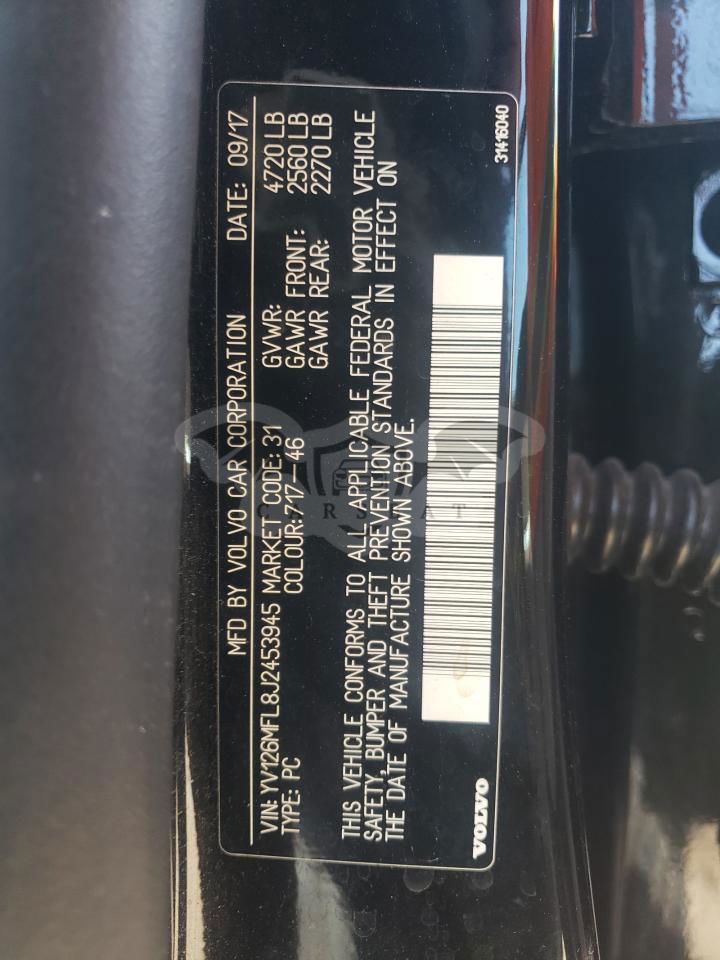 MFD BY VOLVO CAR CORPORATION DATE: 09/17
VIN: YV126MFL8J2453945 MARKET CODE: 31 GVWR: 4720 LB
TYPE: PC COLOUR:717—46 GAWR FRONT: 2560 LB
GAWR REAR: 2270 LB
THIS VEHICLE CONFORMS TO ALL APPLICABLE FEDERAL MOTOR VEHICLE
SAFETY, BUMPER AND THEFT PREVENTION STANDARDS IN EFFECT ON
THE DATE OF MANUFACTURE SHOWN ABOVE.
VOLVO 31416040